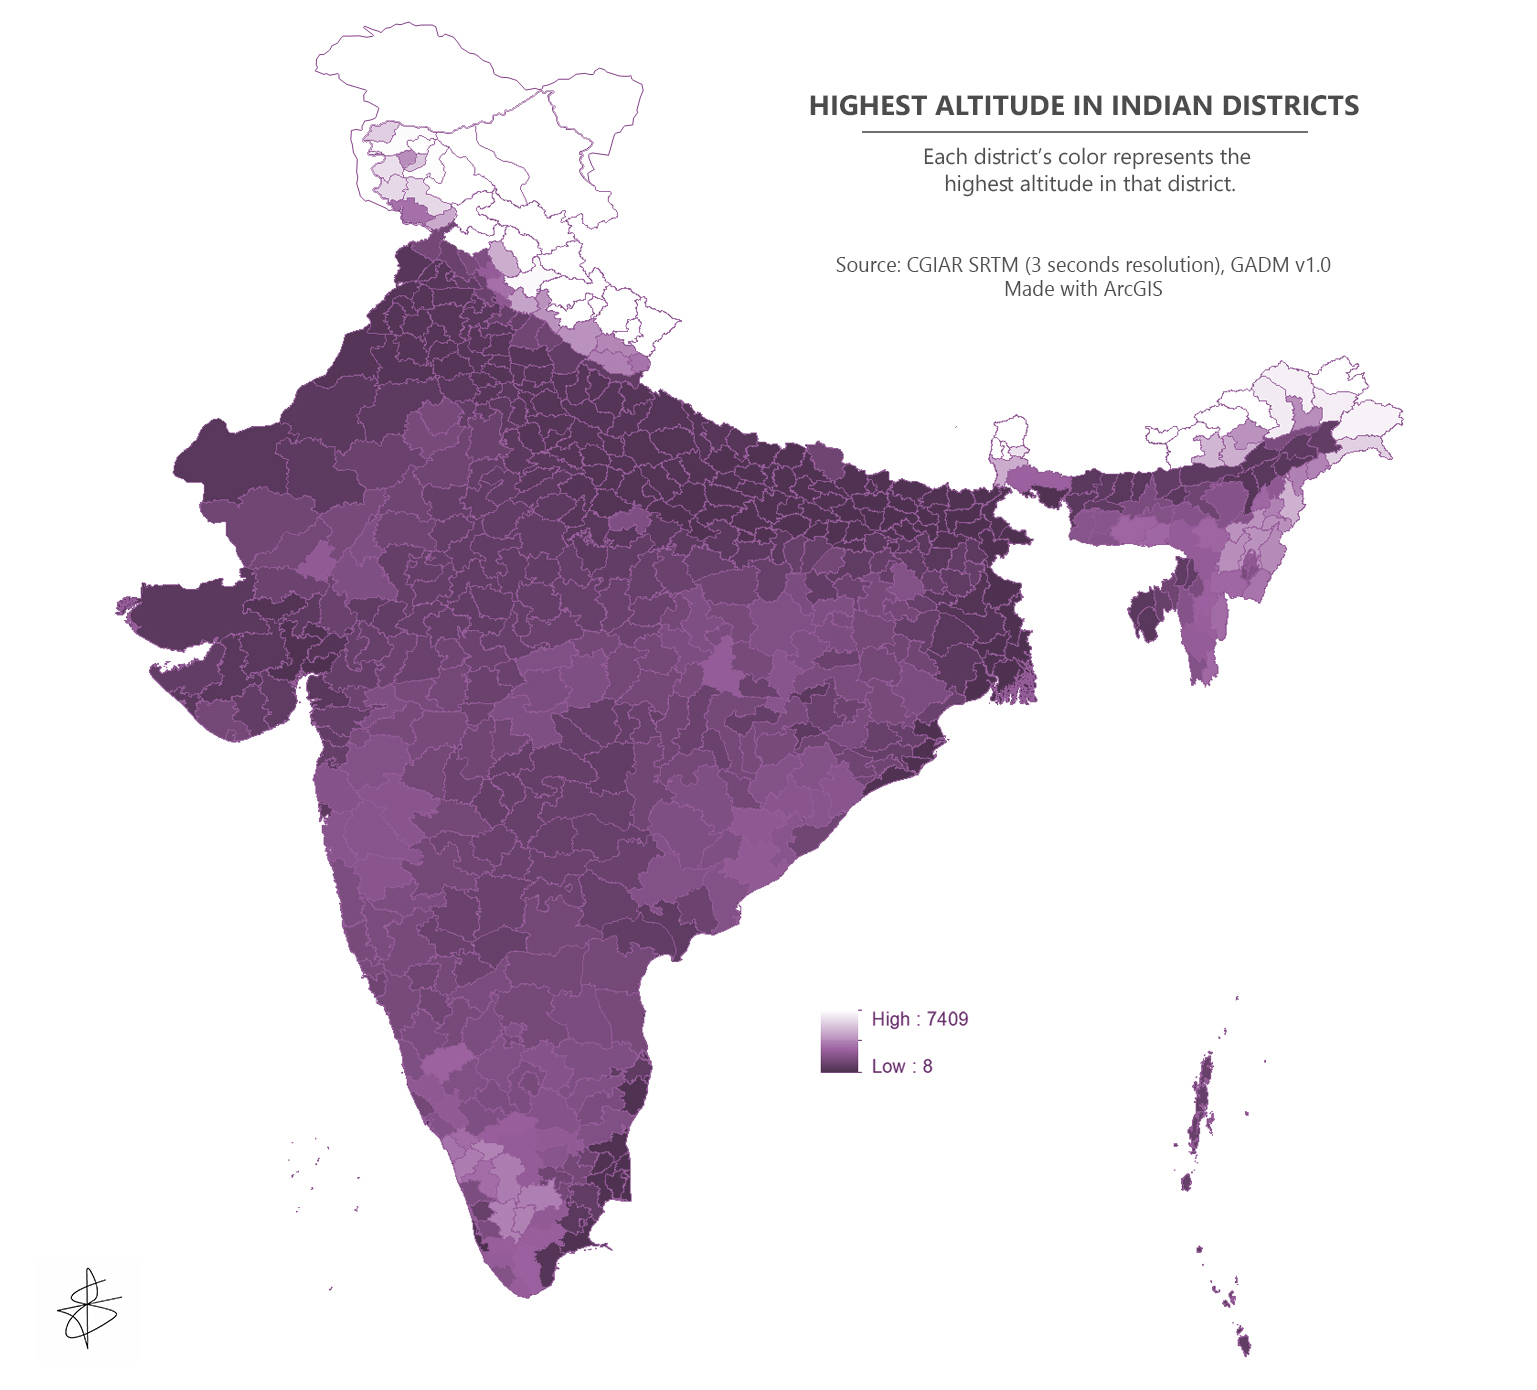 HIGHEST ALTITUDE IN INDIAN DISTRICTS
Each district's color represents the
highest altitude in that district.
Source: CGIAR SRTM (3 seconds resolution), GADM v1.0
Made with ArcGIS
High : 7409
Low : 8